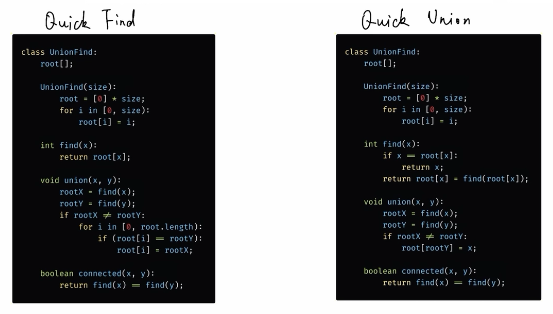 Quick Find
class UnionFind:
root[];
UnionFind(size):
root = [0] * size;
for i in [0, size):
root[i] = i;
int find(x):
return root[x];
void union(x, y):
rootX = find(x);
rootY = find(y);
if rootX ≠ rootY:
for i in [0, root.length):
if (root[i] == rootY):
root[i] = rootX;
boolean connected(x, y):
return find(x) == find(y);
Quick Union
class UnionFind:
root[];
UnionFind(size):
root = [0] * size;
for i in [0, size):
root[i] = i;
int find(x):
if x == root[x]:
return x;
return root[x] = find(root[x]);
void union(x, y):
rootX = find(x);
rootY = find(y);
if rootX ≠ rootY:
root[rootY] = x;
boolean connected(x, y):
return find(x) == find(y);